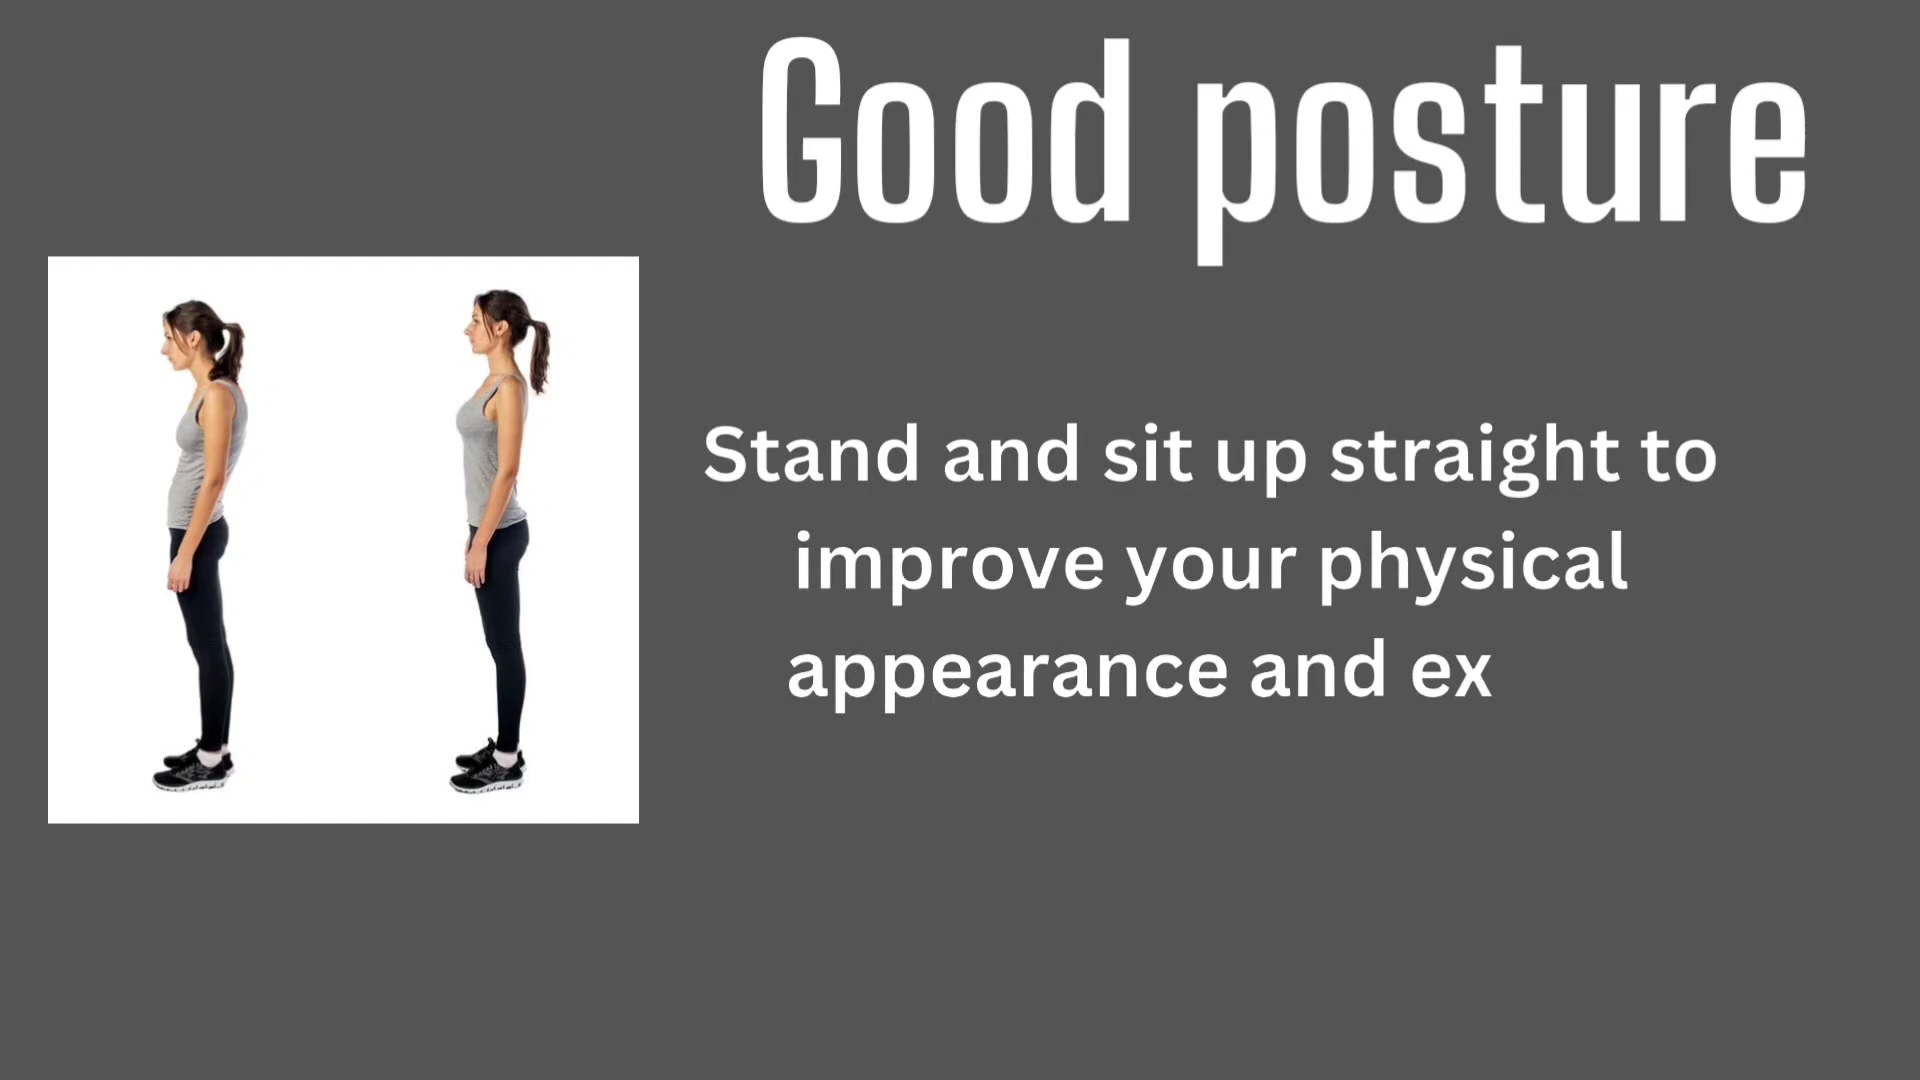 Good posture
Stand and sit up straight to
improve your physical
appearance and ex